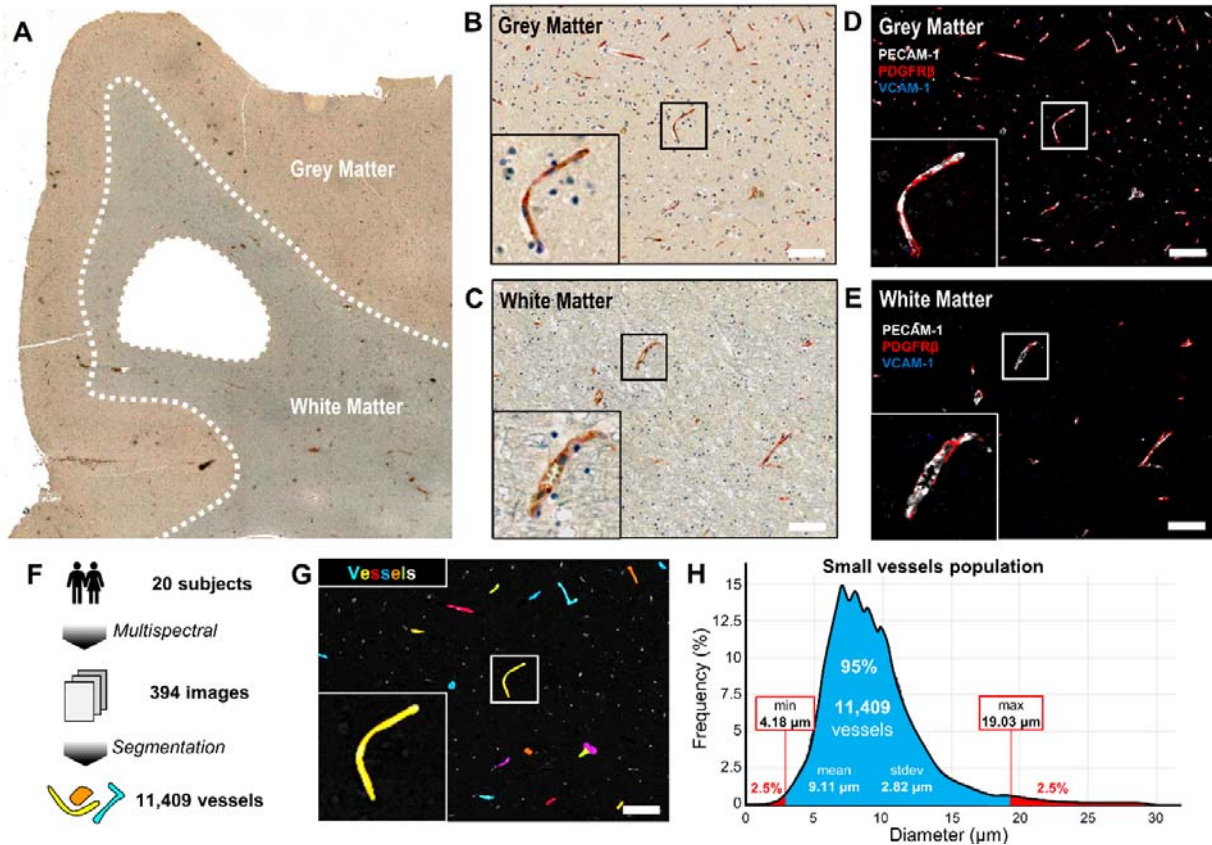 A
Grey Matter
White Matter
B
Grey Matter
C
White Matter
D
Grey Matter
PECAM-1
PDGFRβ
VCAM-1
E
White Matter
PECAM-1
PDGFRβ
VCAM-1
F
20 subjects
Multispectral
394 images
Segmentation
11,409 vessels
G
Vessels
H
Small vessels population
Frequency (%)
15
12.5
10
7.5
5
2.5
0
min
4.18 µm
max
19.03 µm
95%
11,409
vessels
mean
9.11 µm
stdev
2.82 µm
2.5%
2.5%
0
5
10
15
20
25
30
Diameter (µm)